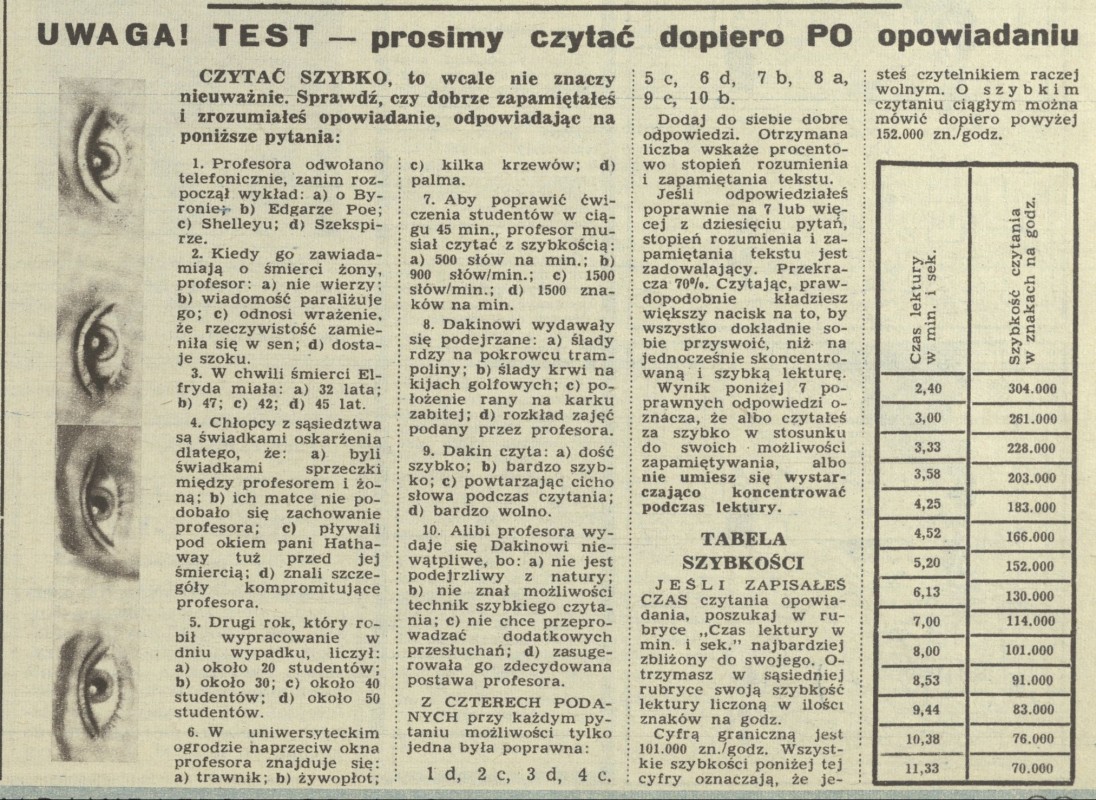 UWAGA! TEST — prosimy czytać dopiero PO opowiadaniu
CZYTAĆ SZYBKO, to wcale nie znaczy
nieuważnie. Sprawdź, czy dobrze zapamiętałeś
i zrozumiałeś opowiadanie, odpowiadając na
poniższe pytania:
1. Profesora odwołano
telefonicznie, zanim roz-
począł wykład: a) o By-
ronie; b) Edgarze Poe;
c) Shelleyu; d) Szekspi-
rze.
2. Kiedy go zawiada-
miają o śmierci żony,
profesor: a) nie wierzy;
b) wiadomość paraliżuje
go; c) odnosi wrażenie,
że rzeczywistość zamie-
niła się w sen; d) dosta-
je szoku.
3. W chwili śmierci El-
fryda miała: a) 32 lata;
b) 47; c) 42; d) 45 lat.
4. Chłopcy z sąsiedztwa
są świadkami oskarżenia
dlatego, że: a) byli
świadkami sprzeczki
między profesorem i żo-
ną; b) ich matce nie po-
dobało się zachowanie
profesora; c) pływali
pod okiem pani Hatha-
way tuż przed jej
śmiercią; d) znali szcze-
góły kompromitujące
profesora.
5. Drugi rok, który ro-
bił wypracowanie w
dniu wypadku, liczył:
a) około 20 studentów;
b) około 30; c) około 40
studentów; d) około 50
studentów.
6. W uniwersyteckim
ogrodzie naprzeciw okna
profesora znajduje się:
a) trawnik; b) żywopłot;
c) kilka krzewów; d)
palma.
7. Aby poprawić ćwi-
czenia studentów w cią-
gu 45 min., profesor mu-
siał czytać z szybkością:
a) 500 słów na min.; b)
900 słów/min.; c) 1500
słów/min.; d) 1500 zna-
ków na min.
8. Dakinowi wydawały
się podejrzane: a) ślady
rdzy na pokrowcu tram-
poliny; b) ślady krwi na
kijach golfowych; c) po-
łożenie rany na karku
zabitej; d) rozkład zajęć
podany przez profesora.
9. Dakin czyta: a) dość
szybko; b) bardzo szyb-
ko; c) powtarzając cicho
słowa podczas czytania;
d) bardzo wolno.
10. Alibi profesora wy-
daje się Dakinowi nie-
wątpliwe, bo: a) nie jest
podejrzliwy z natury;
b) nie znał możliwości
technik szybkiego czyta-
nia; c) nie chce przepro-
wadzać dodatkowych
przesłuchań; d) zasuge-
rowała go zdecydowana
postawa profesora.
Z CZTERECH PODA-
NYCH przy każdym py-
taniu możliwości tylko
jedna była poprawna:
1 d, 2 c, 3 d, 4 c,
5 c, 6 d, 7 b, 8 a,
9 c, 10 b.
Dodaj do siebie dobre
odpowiedzi. Otrzymana
liczba wskaże procento-
wo stopień rozumienia
i zapamiętania tekstu.
Jeśli odpowiedziałeś
poprawnie na 7 lub wię-
cej z dziesięciu pytań,
stopień rozumienia i za-
pamiętania tekstu jest
zadowalający. Przekra-
cza 70%. Czytając, praw-
dopodobnie kładziesz
większy nacisk na to, by
wszystko dokładnie so-
bie przyswoić, niż na
jednocześnie skoncentro-
waną i szybką lekturę.
Wynik poniżej 7 po-
prawnych odpowiedzi o-
znacza, że albo czytałeś
za szybko w stosunku
do swoich możliwości
zapamiętywania, albo
nie umiesz się wystar-
czająco koncentrować
podczas lektury.
TABELA
SZYBKOŚCI
JEŚLI ZAPISAŁEŚ
CZAS czytania opowia-
dania, poszukaj w ru-
bryce „Czas lektury w
min. i sek." najbardziej
zbliżony do swojego. O-
trzymasz w sąsiedniej
rubryce swoją szybkość
lektury liczoną w ilości
znaków na godz.
Cyfrą graniczną jest
101.000 zn./godz. Wszyst-
kie szybkości poniżej tej
cyfry oznaczają, że je-
steś czytelnikiem raczej
wolnym. O szybkim
czytaniu ciągłym można
mówić dopiero powyżej
152.000 zn./godz.
Czas lektury
w min. i sek.
Szybkość czytania
w znakach na godz.
2,40 304.000
3,00 261.000
3,33 228.000
3,58 203.000
4,25 183.000
4,52 166.000
5,20 152.000
6,13 130.000
7,00 114.000
8,00 101.000
8,53 91.000
9,44 83.000
10,38 76.000
11,33 70.000